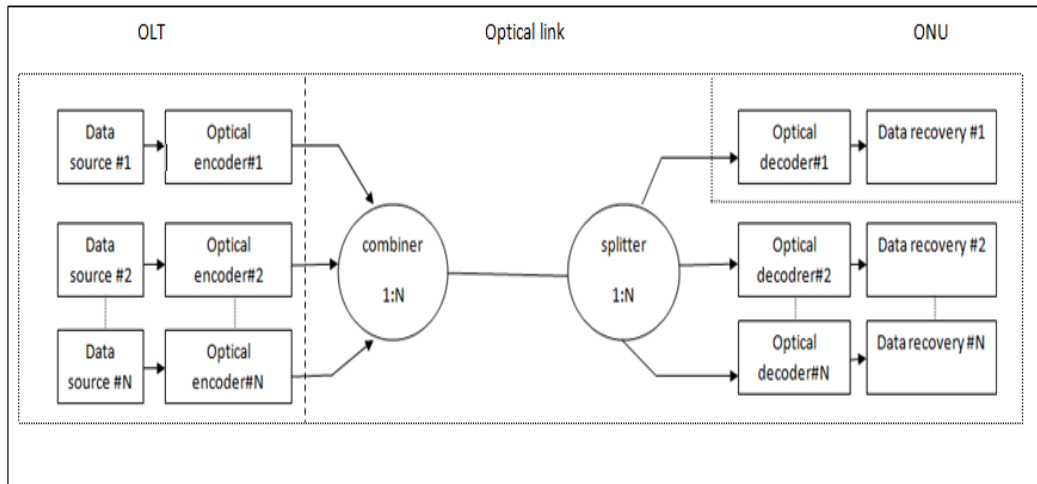 OLT
Optical link
ONU
Data
source #1
Optical
encoder#1
Optical
decoder#1
Data recovery #1
Data
source #2
Optical
encoder#2
combiner
1:N
splitter
1:N
Optical
decodrer#2
Data recovery #2
Data
source #N
Optical
encoder#N
Optical
decoder#N
Data recovery #N